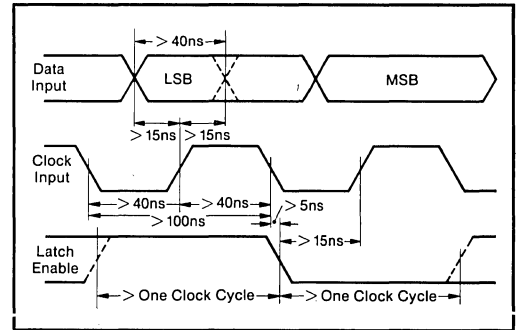 > 40ns
Data
Input
LSB
MSB
> 15ns > 15ns
Clock
Input
> 40ns > 40ns
> 5ns
> 100ns
> 15ns
Latch
Enable
> One Clock Cycle > One Clock Cycle